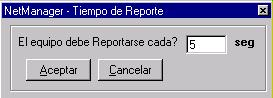 NetManager - Tiempo de Reporte
El equipo debe Reportarse cada? 5 seg
Aceptar Cancelar